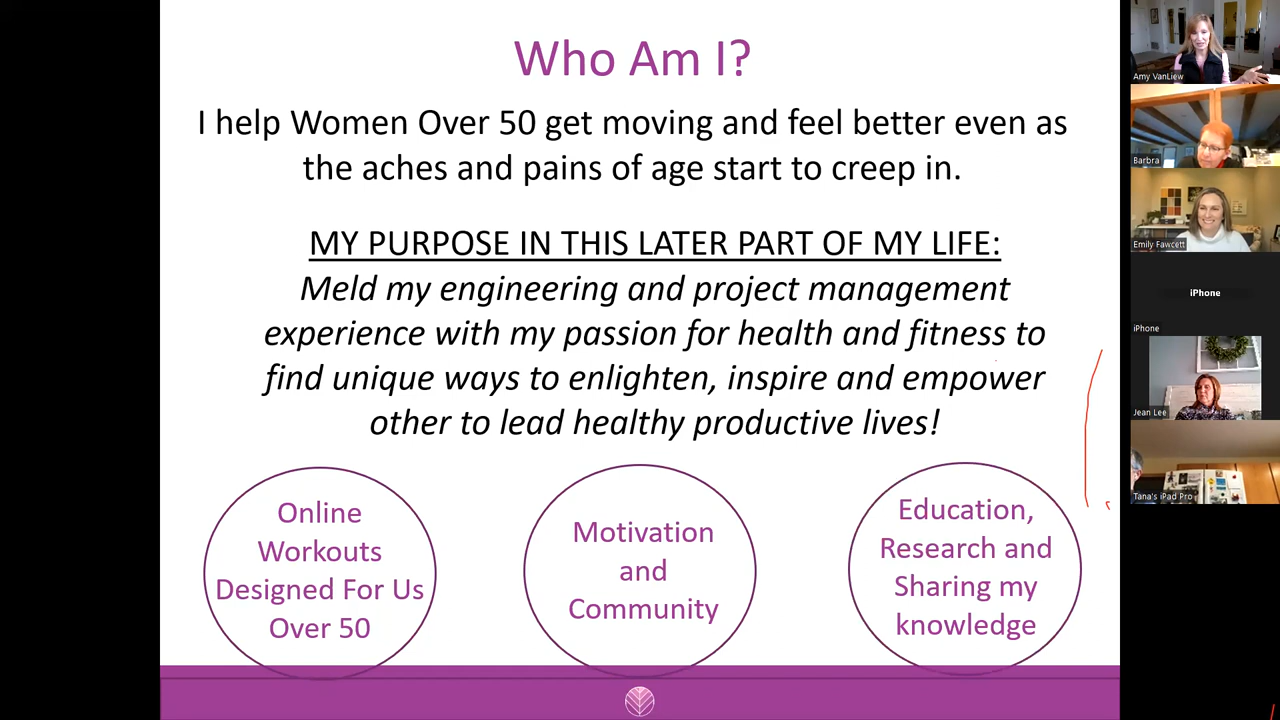 Who Am I?
I help Women Over 50 get moving and feel better even as
the aches and pains of age start to creep in.
MY PURPOSE IN THIS LATER PART OF MY LIFE:
Meld my engineering and project management
experience with my passion for health and fitness to
find unique ways to enlighten, inspire and empower
other to lead healthy productive lives!
Online
Workouts
Designed For Us
Over 50
Motivation
and
Community
Education,
Research and
Sharing my
knowledge
Amy VanLiew
Barbra
Emily Fawcett
iPhone
iPhone
Jean Lee
Tana's iPad Pro